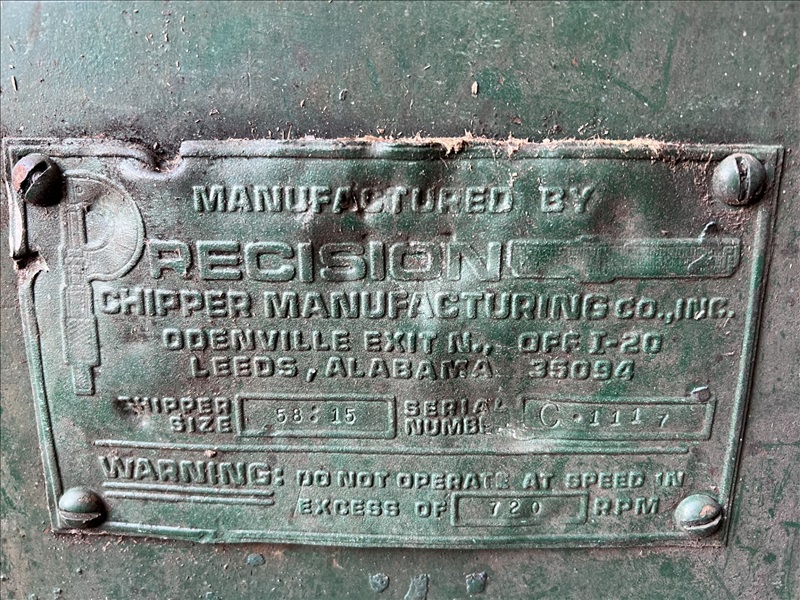 MANUFACTURED BY
PRECISION
CHIPPER MANUFACTURING CO., INC.
ODENVILLE EXIT N., OFF I-20
LEEDS, ALABAMA 35094
CHIPPER SIZE 58:15 SERIAL NUMBER C-1117
WARNING: DO NOT OPERATE AT SPEED IN
EXCESS OF 720 RPM